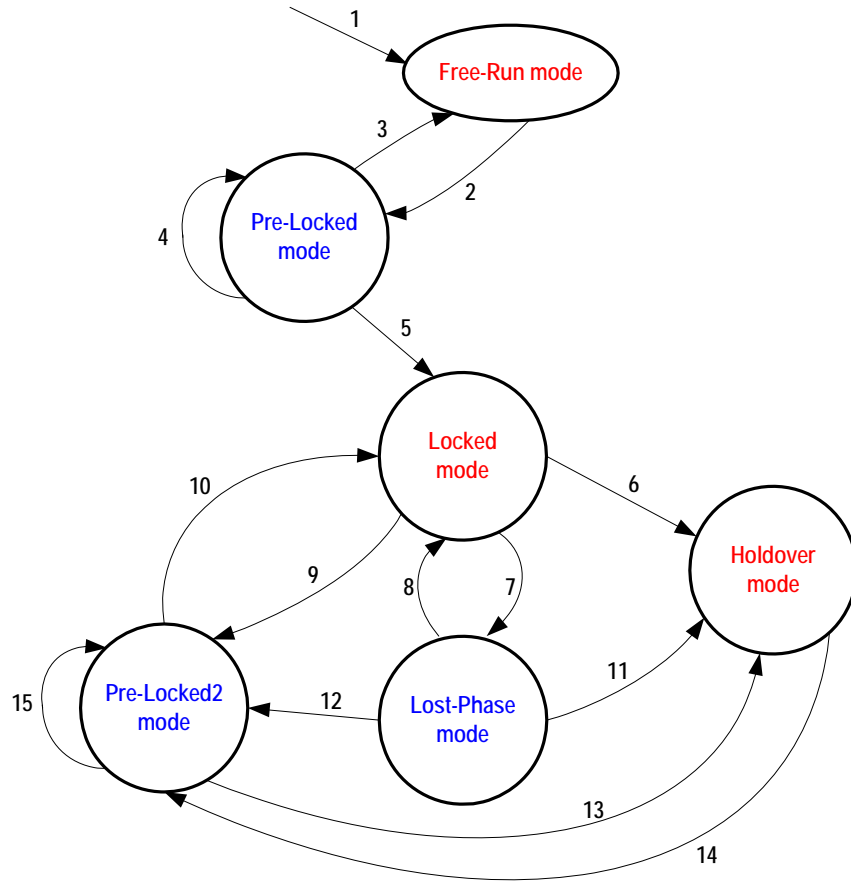 1
Free-Run mode
3
2
Pre-Locked
mode
4
5
Locked
mode
10
6
Holdover
mode
9
8
7
Pre-Locked2
mode
15
12
Lost-Phase
mode
11
13
14